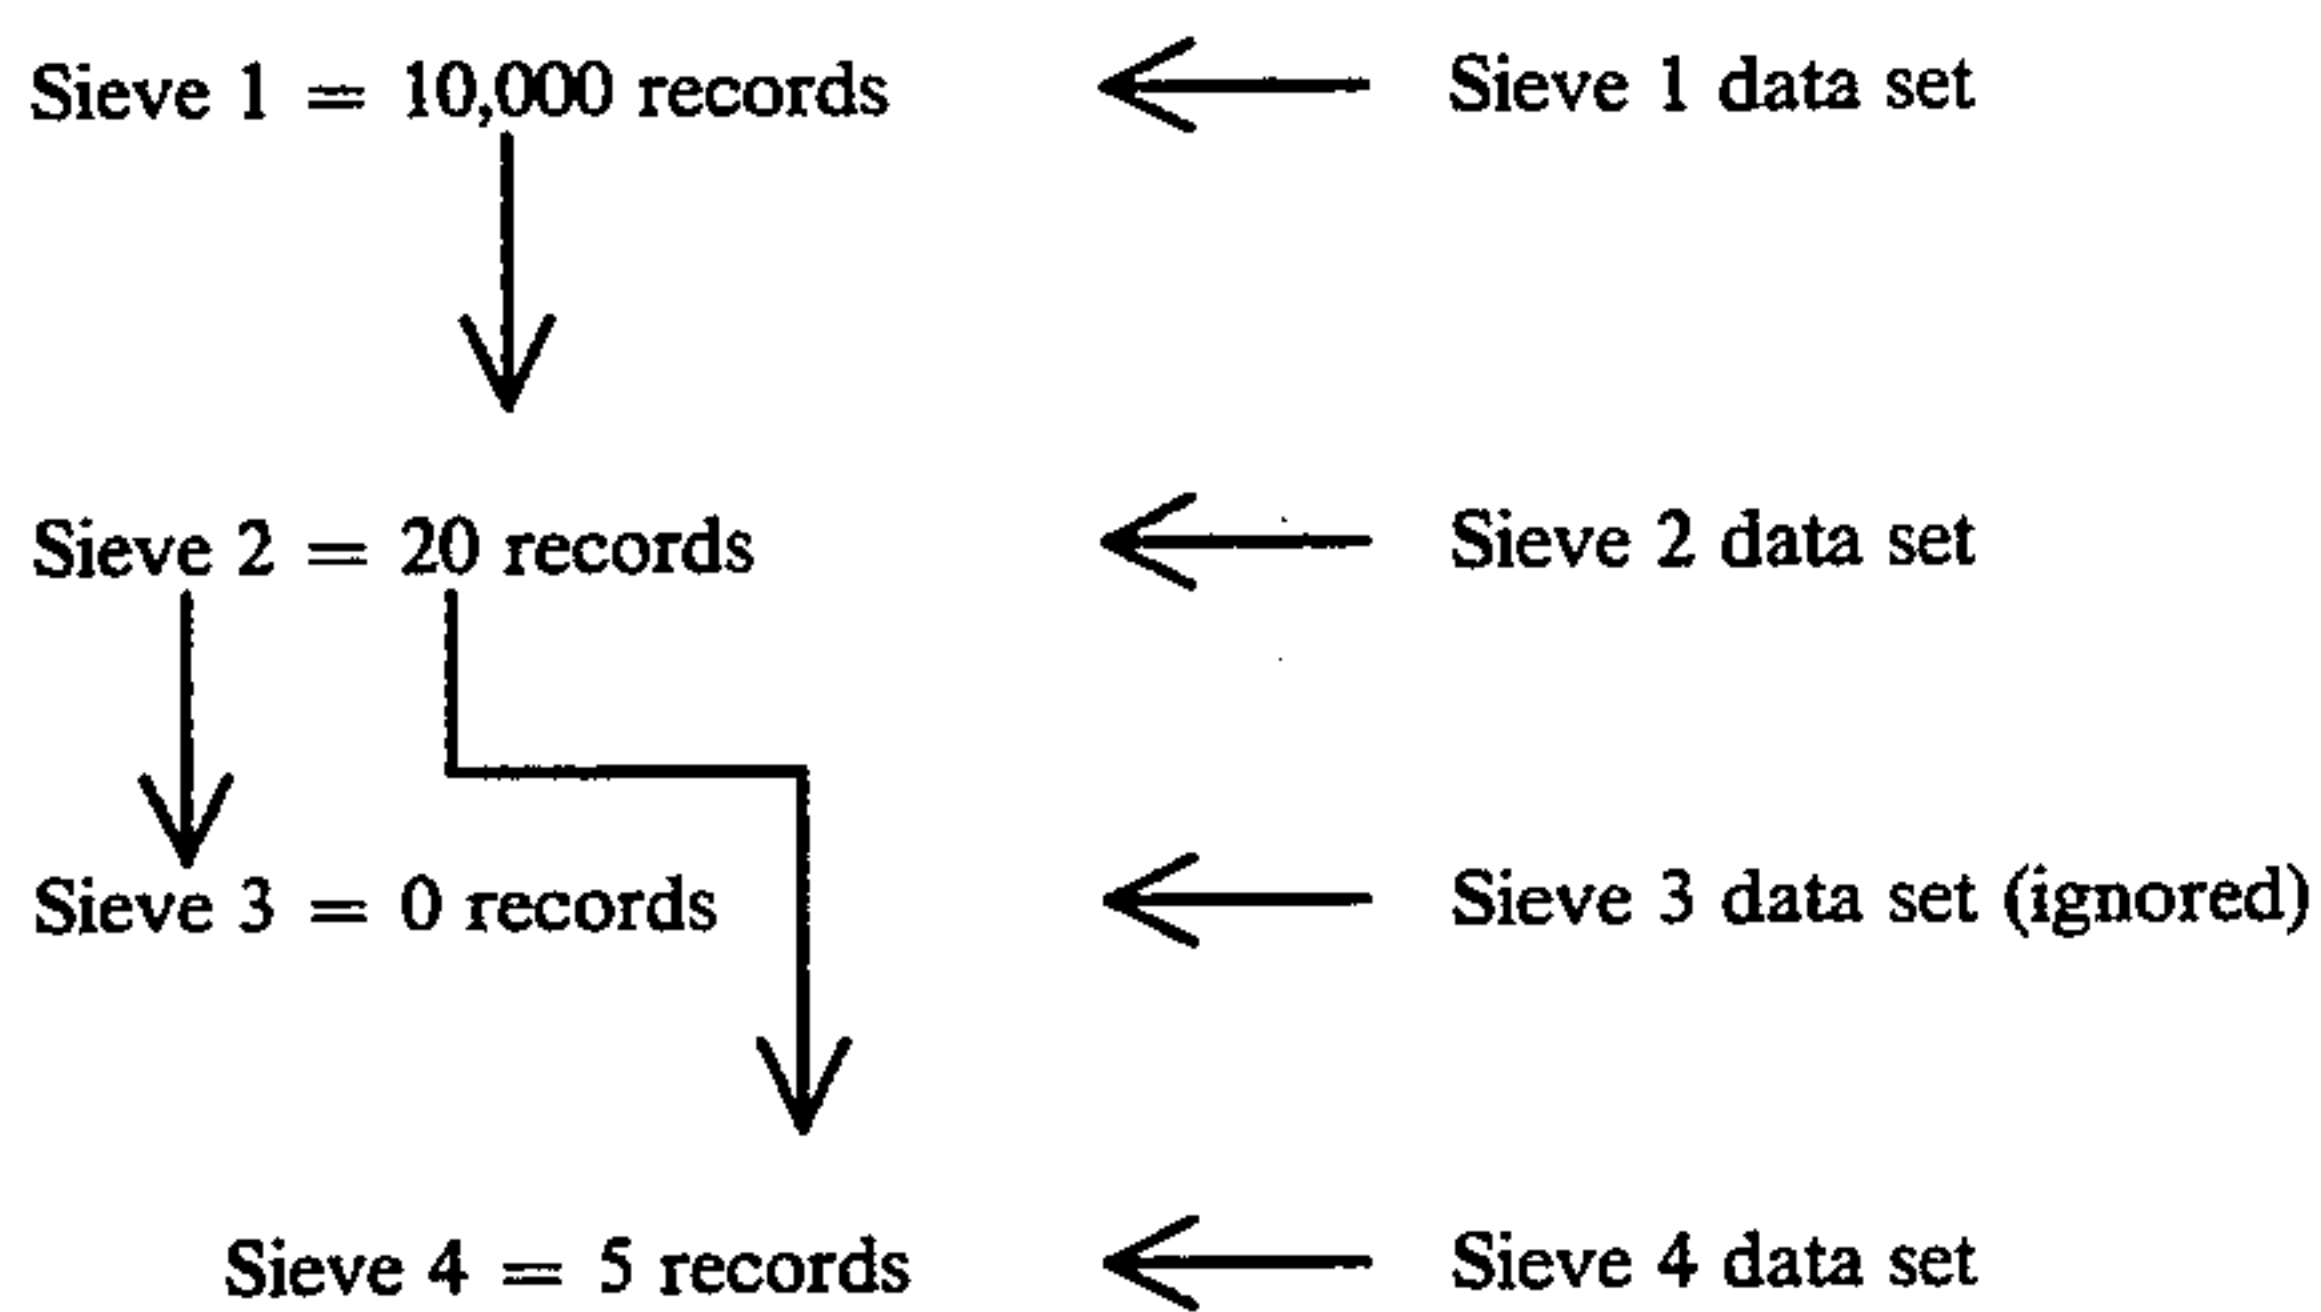 Sieve 1 = 10,000 records Sieve 1 data set
Sieve 2 = 20 records Sieve 2 data set
Sieve 3 = 0 records Sieve 3 data set (ignored)
Sieve 4 = 5 records Sieve 4 data set